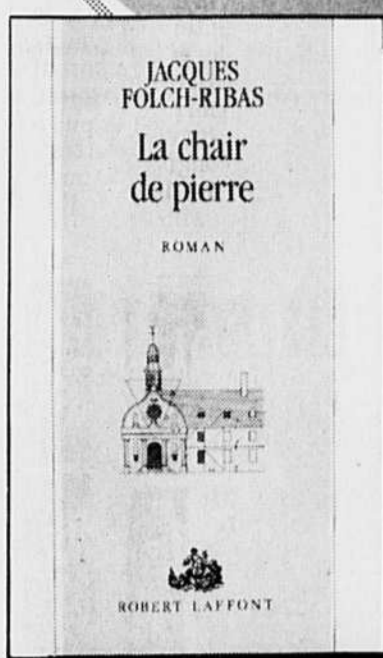 JACQUES
FOLCH-RIBAS
La chair
de pierre
ROMAN
ROBERT LAFFONT